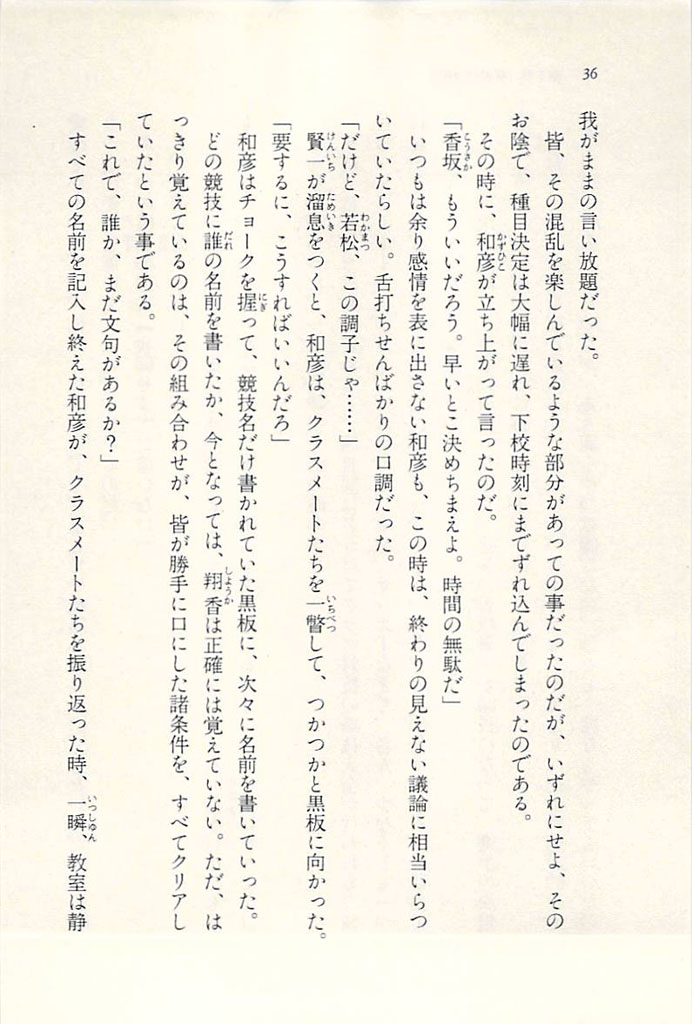 36
我がままの言い放題だった。
皆、その混乱を楽しんでいるような部分があっての事だったのだが、いずれにせよ、その
お陰で、種目決定は大幅に遅れ、下校時刻にまでずれ込んでしまったのである。
その時に、和彦が立ち上がって言ったのだ。
「香坂、もういいだろう。早いとこ決めちまえよ。時間の無駄だ」
いつもは余り感情を表に出さない和彦も、この時は、終わりの見えない議論に相当いらつ
いていたらしい。舌打ちせんばかりの口調だった。
「だけど、若松、この調子じゃ……」
賢一が溜息をつくと、和彦は、クラスメートたちを一瞥して、つかつかと黒板に向かった。
「要するに、こうすればいいんだろ」
和彦はチョークを握って、競技名だけ書かれていた黒板に、次々に名前を書いていった。
どの競技に誰の名前を書いたか、今となっては、翔香は正確には覚えていない。ただ、は
っきり覚えているのは、その組み合わせが、皆が勝手に口にした諸条件を、すべてクリアし
ていたという事である。
「これで、誰か、まだ文句があるか？」
すべての名前を記入し終えた和彦が、クラスメートたちを振り返った時、一瞬、教室は静